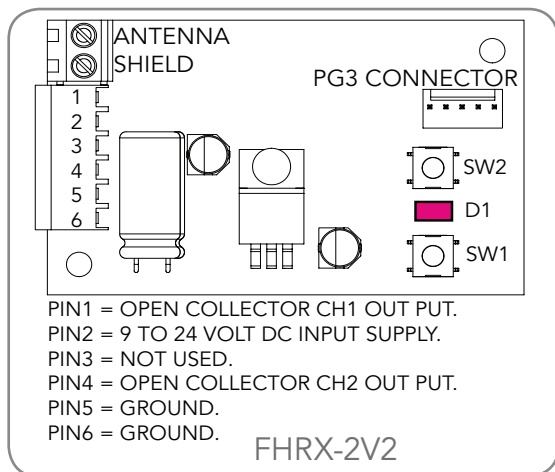 ANTENNA
SHIELD
PG3 CONNECTOR
1
2
3
4
5
6
SW2
D1
SW1
PIN1 = OPEN COLLECTOR CH1 OUT PUT.
PIN2 = 9 TO 24 VOLT DC INPUT SUPPLY.
PIN3 = NOT USED.
PIN4 = OPEN COLLECTOR CH2 OUT PUT.
PIN5 = GROUND.
PIN6 = GROUND.
FHRX-2V2